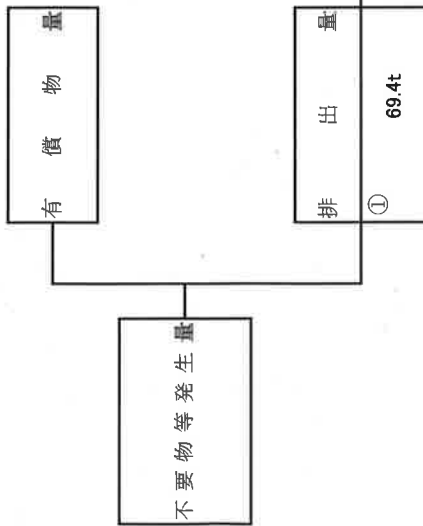 有償物量
排出量
①
69.4t
不要物等発生量